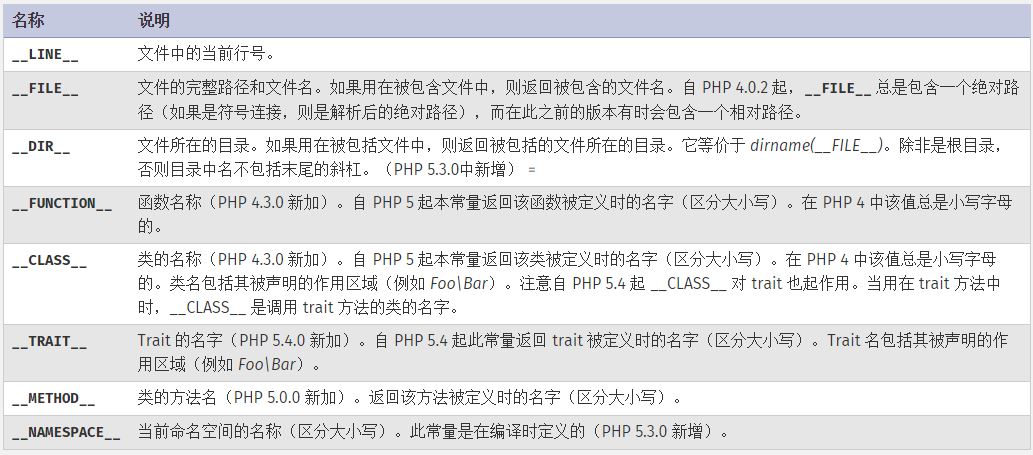 名称 说明
__LINE__ 文件中的当前行号。
__FILE__ 文件的完整路径和文件名。如果用在被包含文件中，则返回被包含的文件名。自 PHP 4.0.2 起，__FILE__ 总是包含一个绝对路
径（如果是符号连接，则是解析后的绝对路径），而在此之前的版本有时会包含一个相对路径。
__DIR__ 文件所在的目录。如果用在被包括文件中，则返回被包括的文件所在的目录。它等价于 dirname(__FILE__)。除非是根目录，
否则目录中名不包括末尾的斜杠。（PHP 5.3.0中新增） =
__FUNCTION__ 函数名称（PHP 4.3.0 新加）。自 PHP 5 起本常量返回该函数被定义时的名字（区分大小写）。在 PHP 4 中该值总是小写字母
的。
__CLASS__ 类的名称（PHP 4.3.0 新加）。自 PHP 5 起本常量返回该类被定义时的名字（区分大小写）。在 PHP 4 中该值总是小写字母
的。类名包括其被声明的作用区域（例如 Foo\Bar）。注意自 PHP 5.4 起 __CLASS__ 对 trait 也起作用。当用在 trait 方法中
时，__CLASS__ 是调用 trait 方法的类的名字。
__TRAIT__ Trait 的名字（PHP 5.4.0 新加）。自 PHP 5.4 起此常量返回 trait 被定义时的名字（区分大小写）。Trait 名包括其被声明的作
用区域（例如 Foo\Bar）。
__METHOD__ 类的方法名（PHP 5.0.0 新加）。返回该方法被定义时的名字（区分大小写）。
__NAMESPACE__ 当前命名空间的名称（区分大小写）。此常量是在编译时定义的（PHP 5.3.0 新增）。